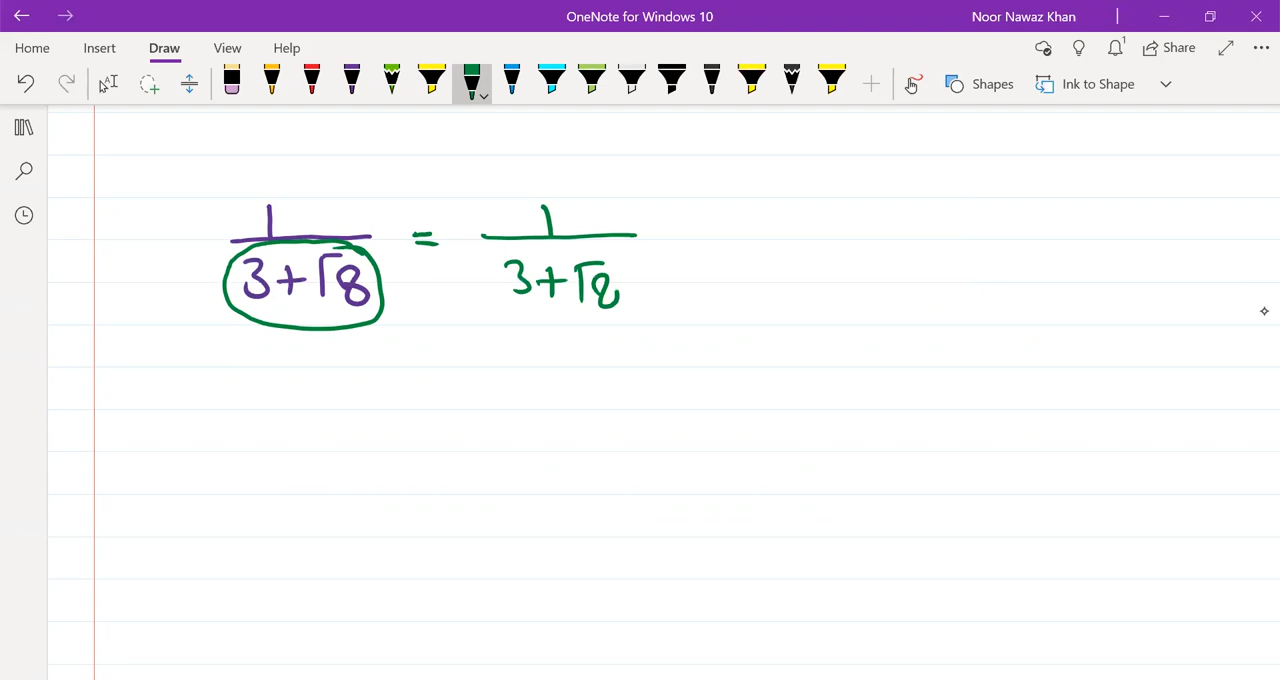 OneNote for Windows 10
Noor Nawaz Khan
Home Insert Draw View Help
1 Share
Shapes Ink to Shape
1 = 1
3+√8 3+√8